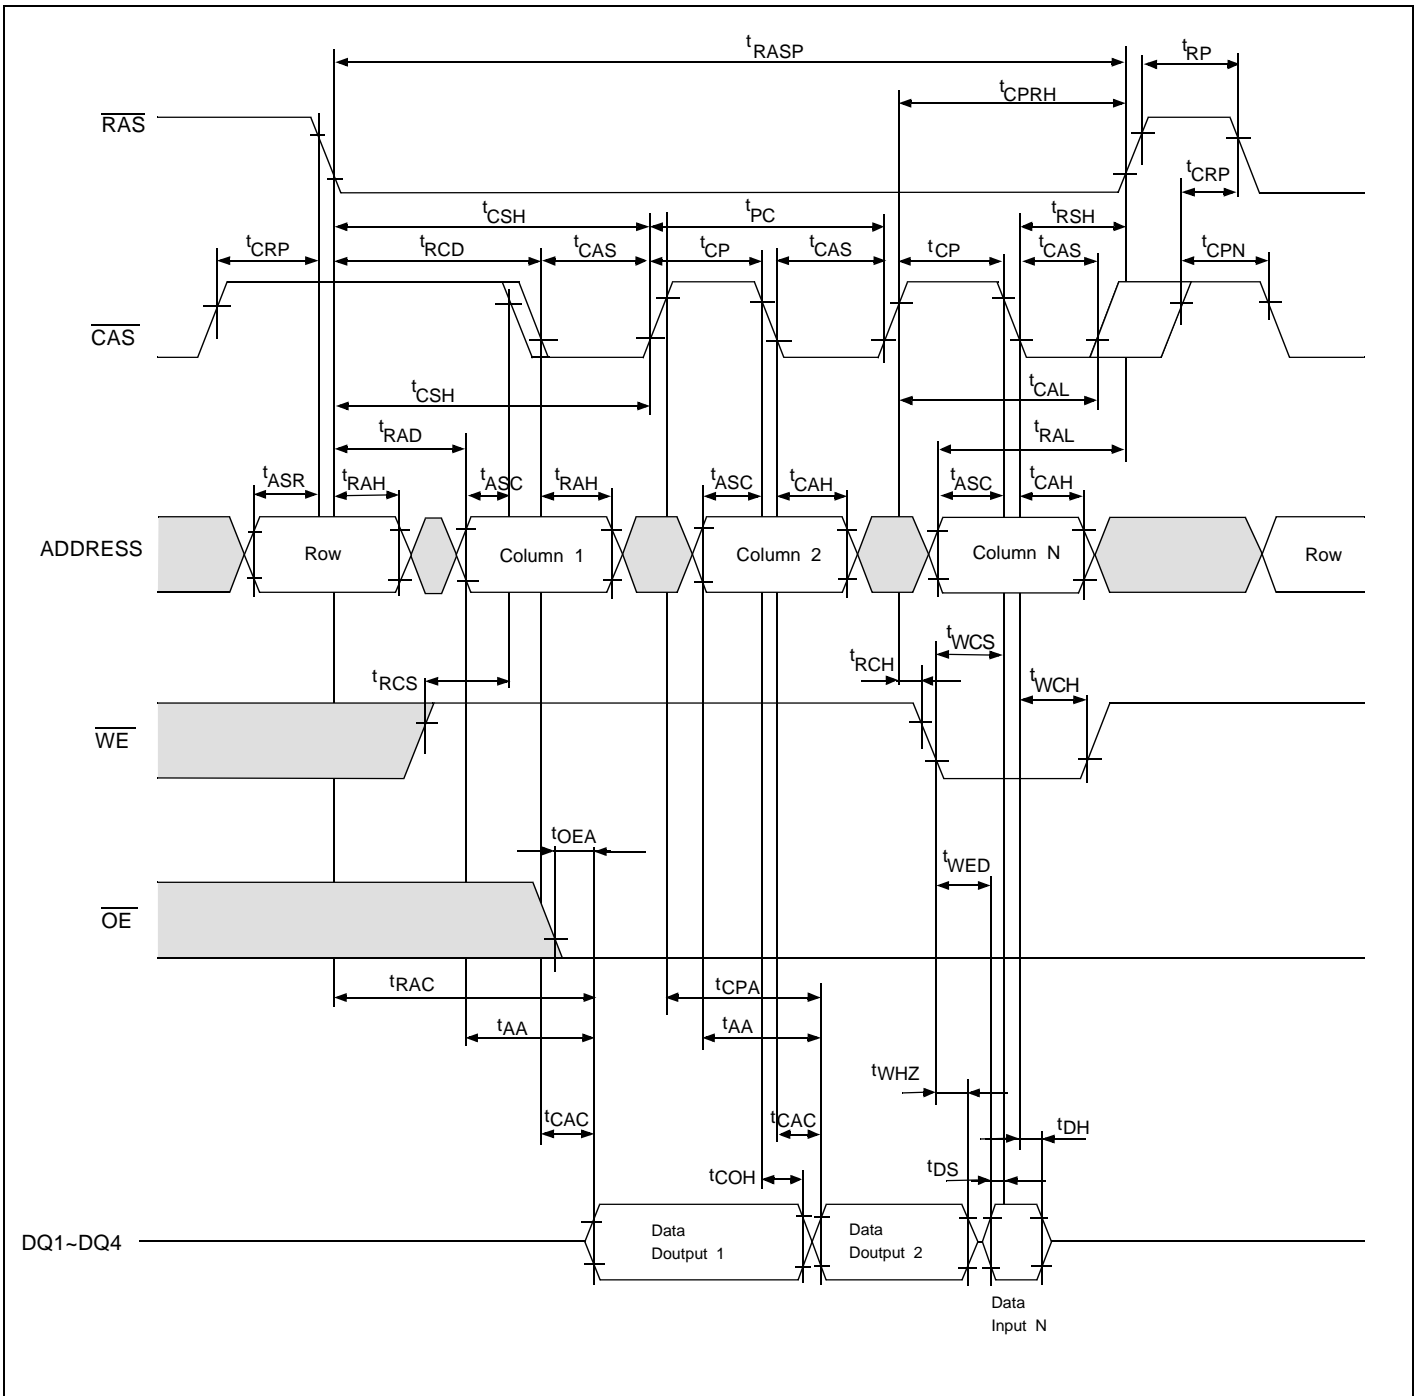 tRASP
tRP
tCPRH
RAS
tCRP
tCSH
tPC
tRSH
tCRP
tRCD
tCAS
tCP
tCAS
tCP
tCAS
tCPN
CAS
tCSH
tCAL
tRAD
tRAL
tASR
tRAH
tASC
tRAH
tASC
tCAH
tASC
tCAH
ADDRESS
Row
Column 1
Column 2
Column N
Row
tWCS
tRCH
tRCS
tWCH
WE
tOEA
tWED
OE
tRAC
tCPA
tAA
tAA
tWHZ
tCAC
tCAC
tDH
tCOH
tDS
DQ1~DQ4
Data
Doutput 1
Data
Doutput 2
Data
Input N